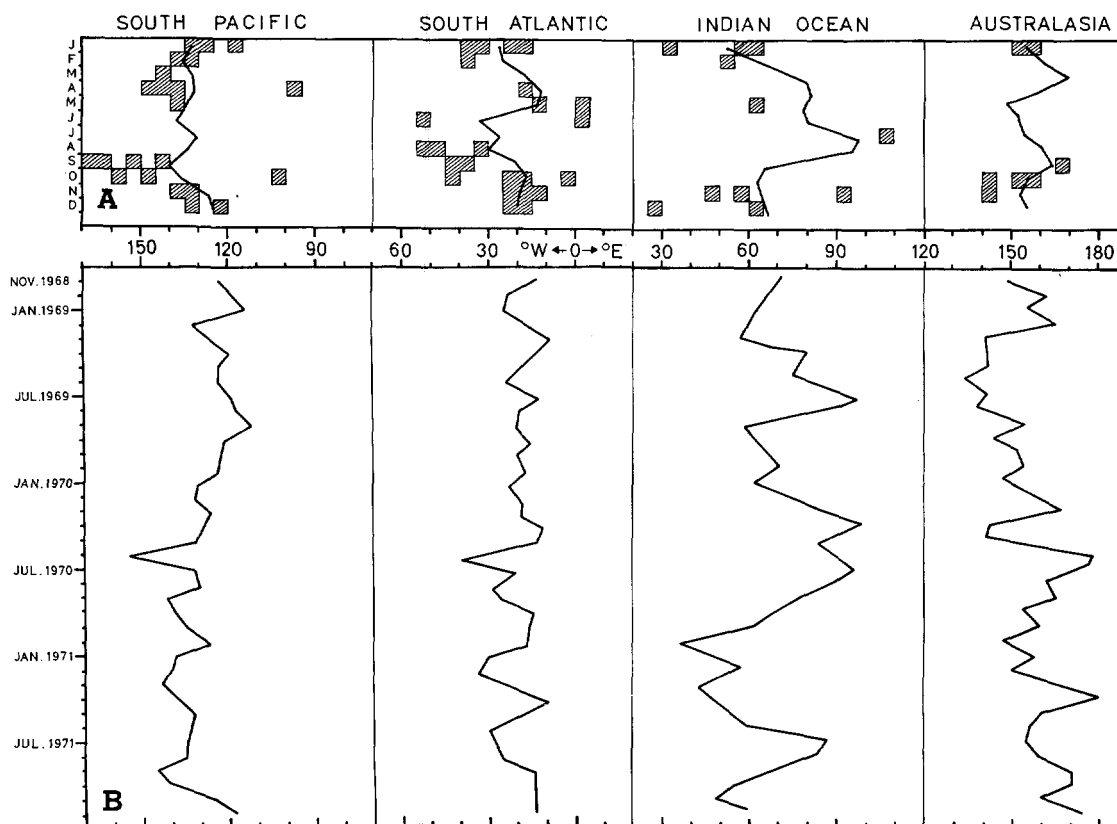 SOUTH PACIFIC SOUTH ATLANTIC INDIAN OCEAN AUSTRALASIA
J
F
M
A
M
J
J
A
S
O
N
D
A
150 120 90 60 30 °W←0→°E 30 60 90 120 150 180
NOV. 1968
JAN. 1969
JUL. 1969
JAN. 1970
JUL. 1970
JAN. 1971
JUL. 1971
B